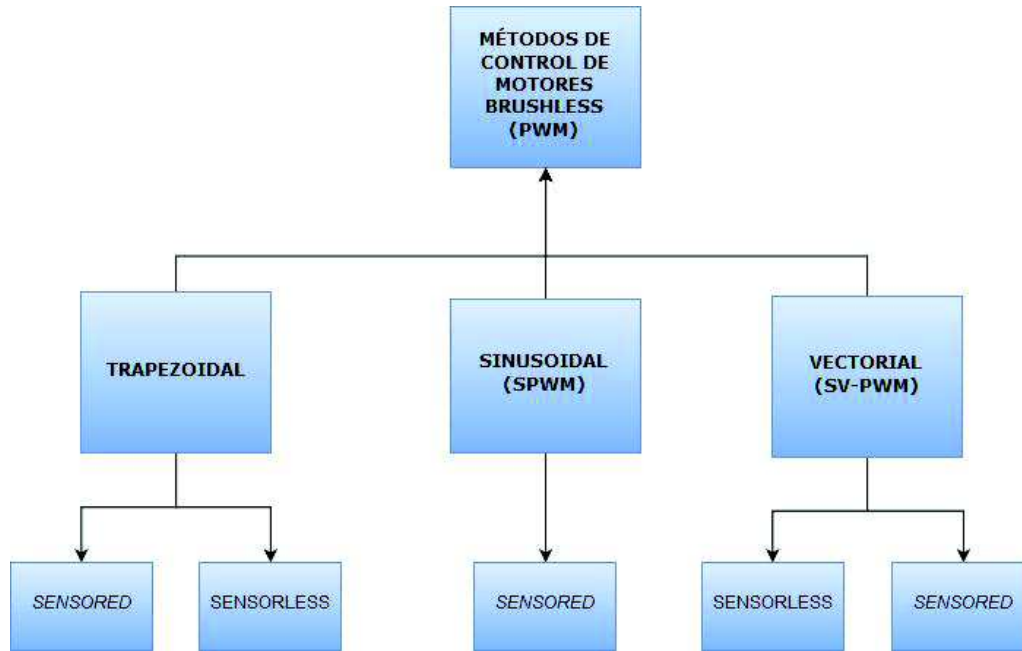 MÉTODOS DE
CONTROL DE
MOTORES
BRUSHLESS
(PWM)
TRAPEZOIDAL
SINUSOIDAL
(SPWM)
VECTORIAL
(SV-PWM)
SENSORED
SENSORLESS
SENSORED
SENSORLESS
SENSORED